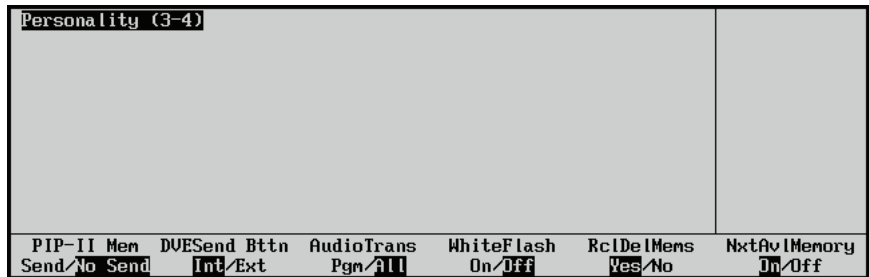 Personality (3-4)
PIP-II Mem DVESend Bttn AudioTrans WhiteFlash RclDelMems NxtAvlMemory
Send/No Send Int/Ext Pgm/All On/Off Yes/No On/Off